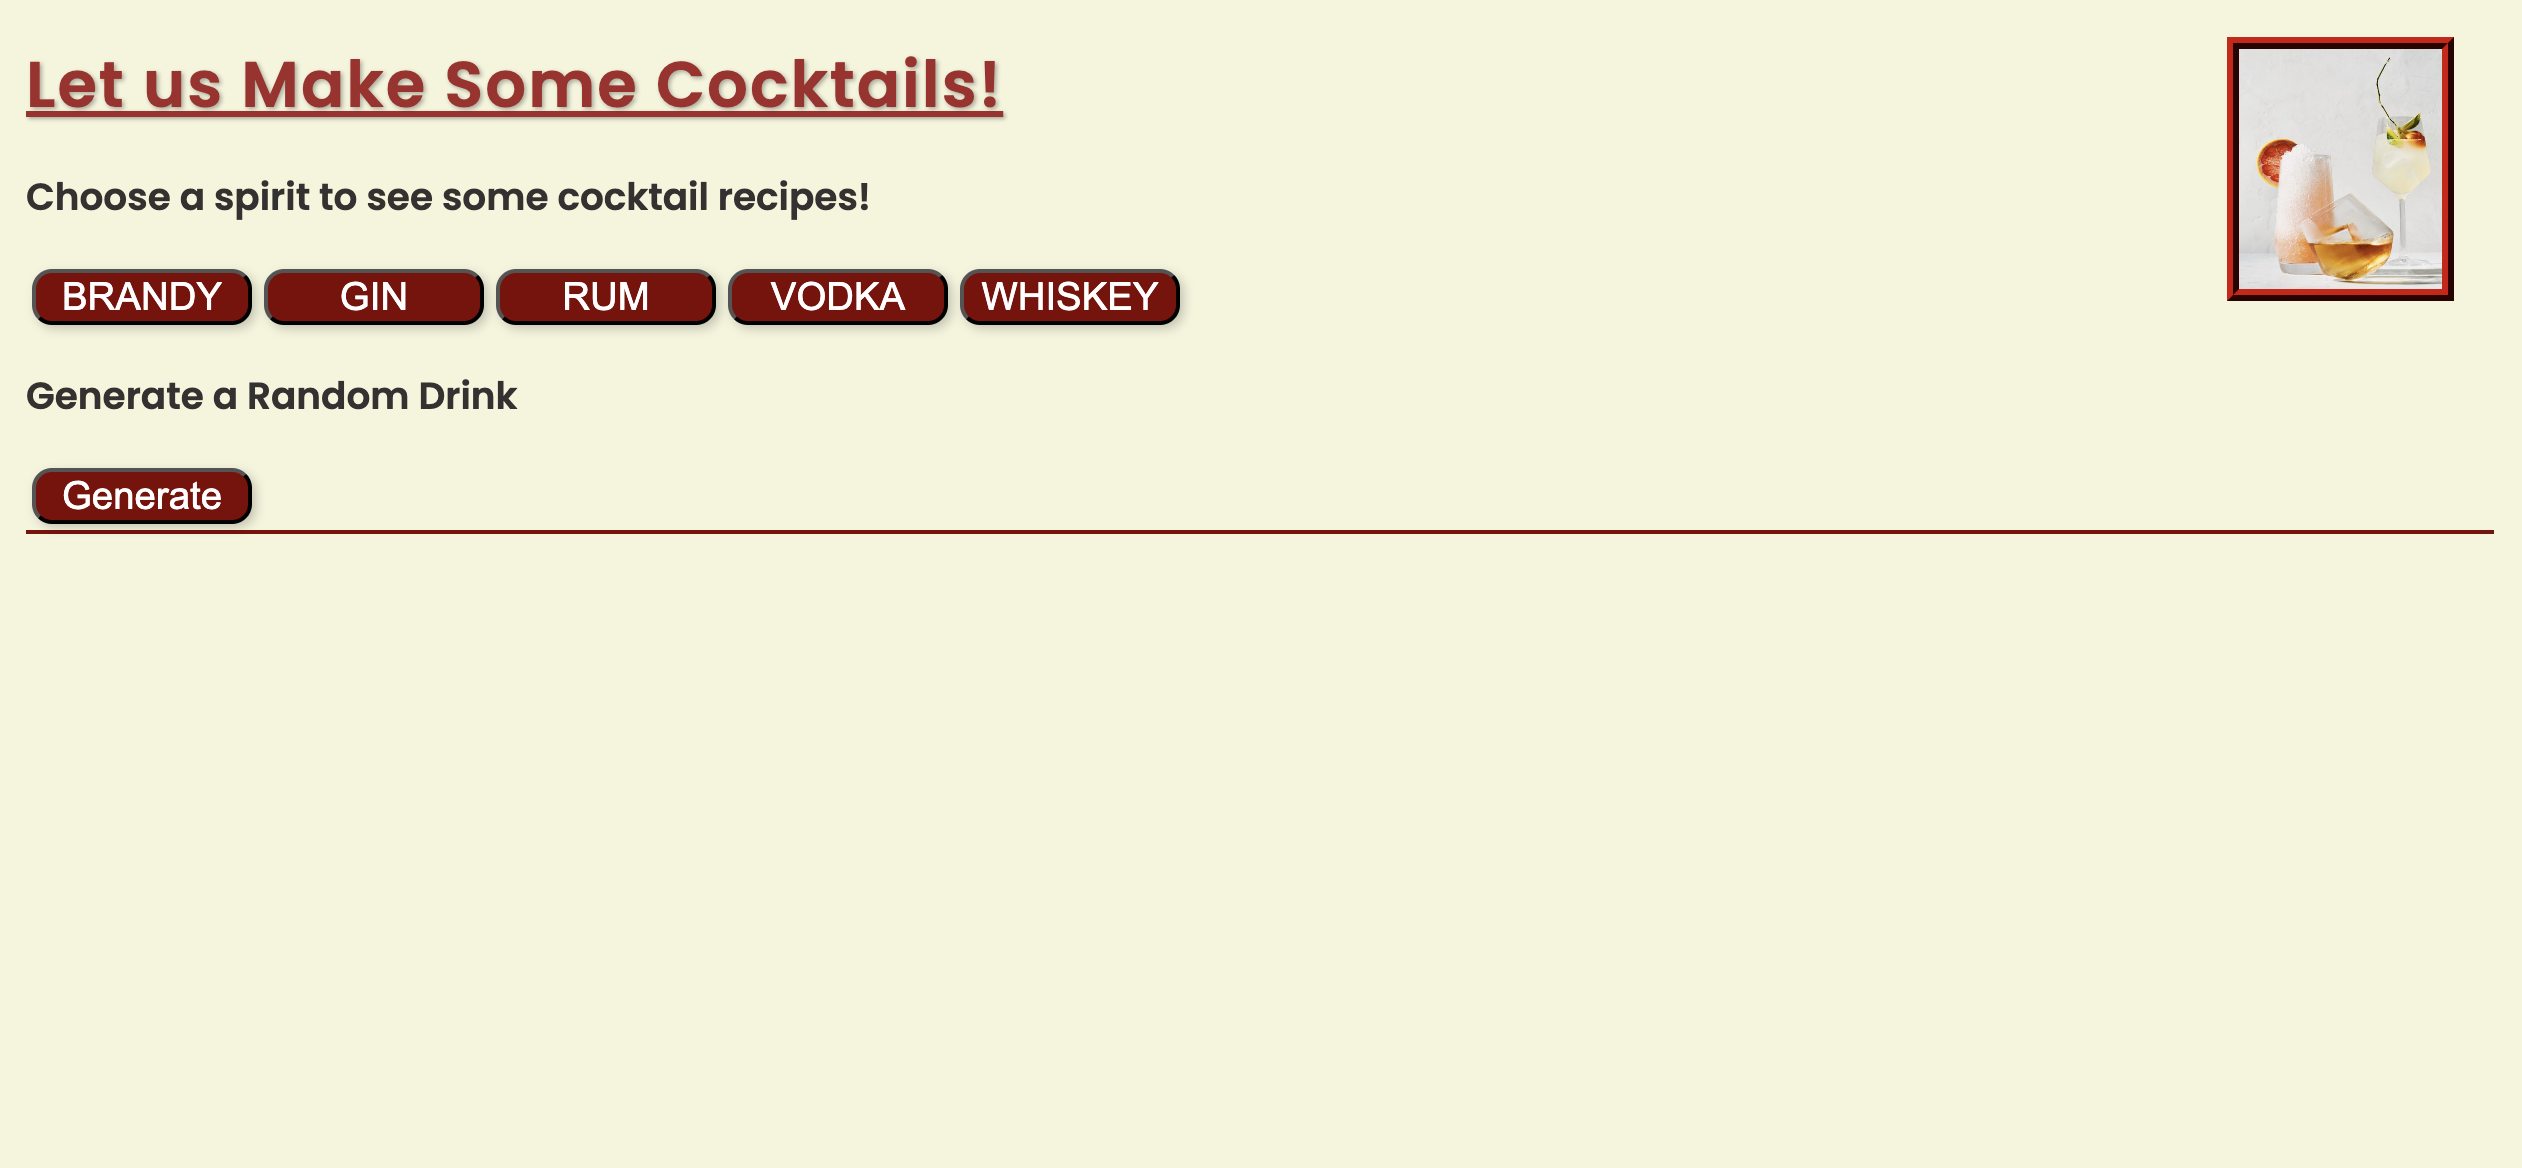 Let us Make Some Cocktails!
Choose a spirit to see some cocktail recipes!
BRANDY GIN RUM VODKA WHISKEY
Generate a Random Drink
Generate